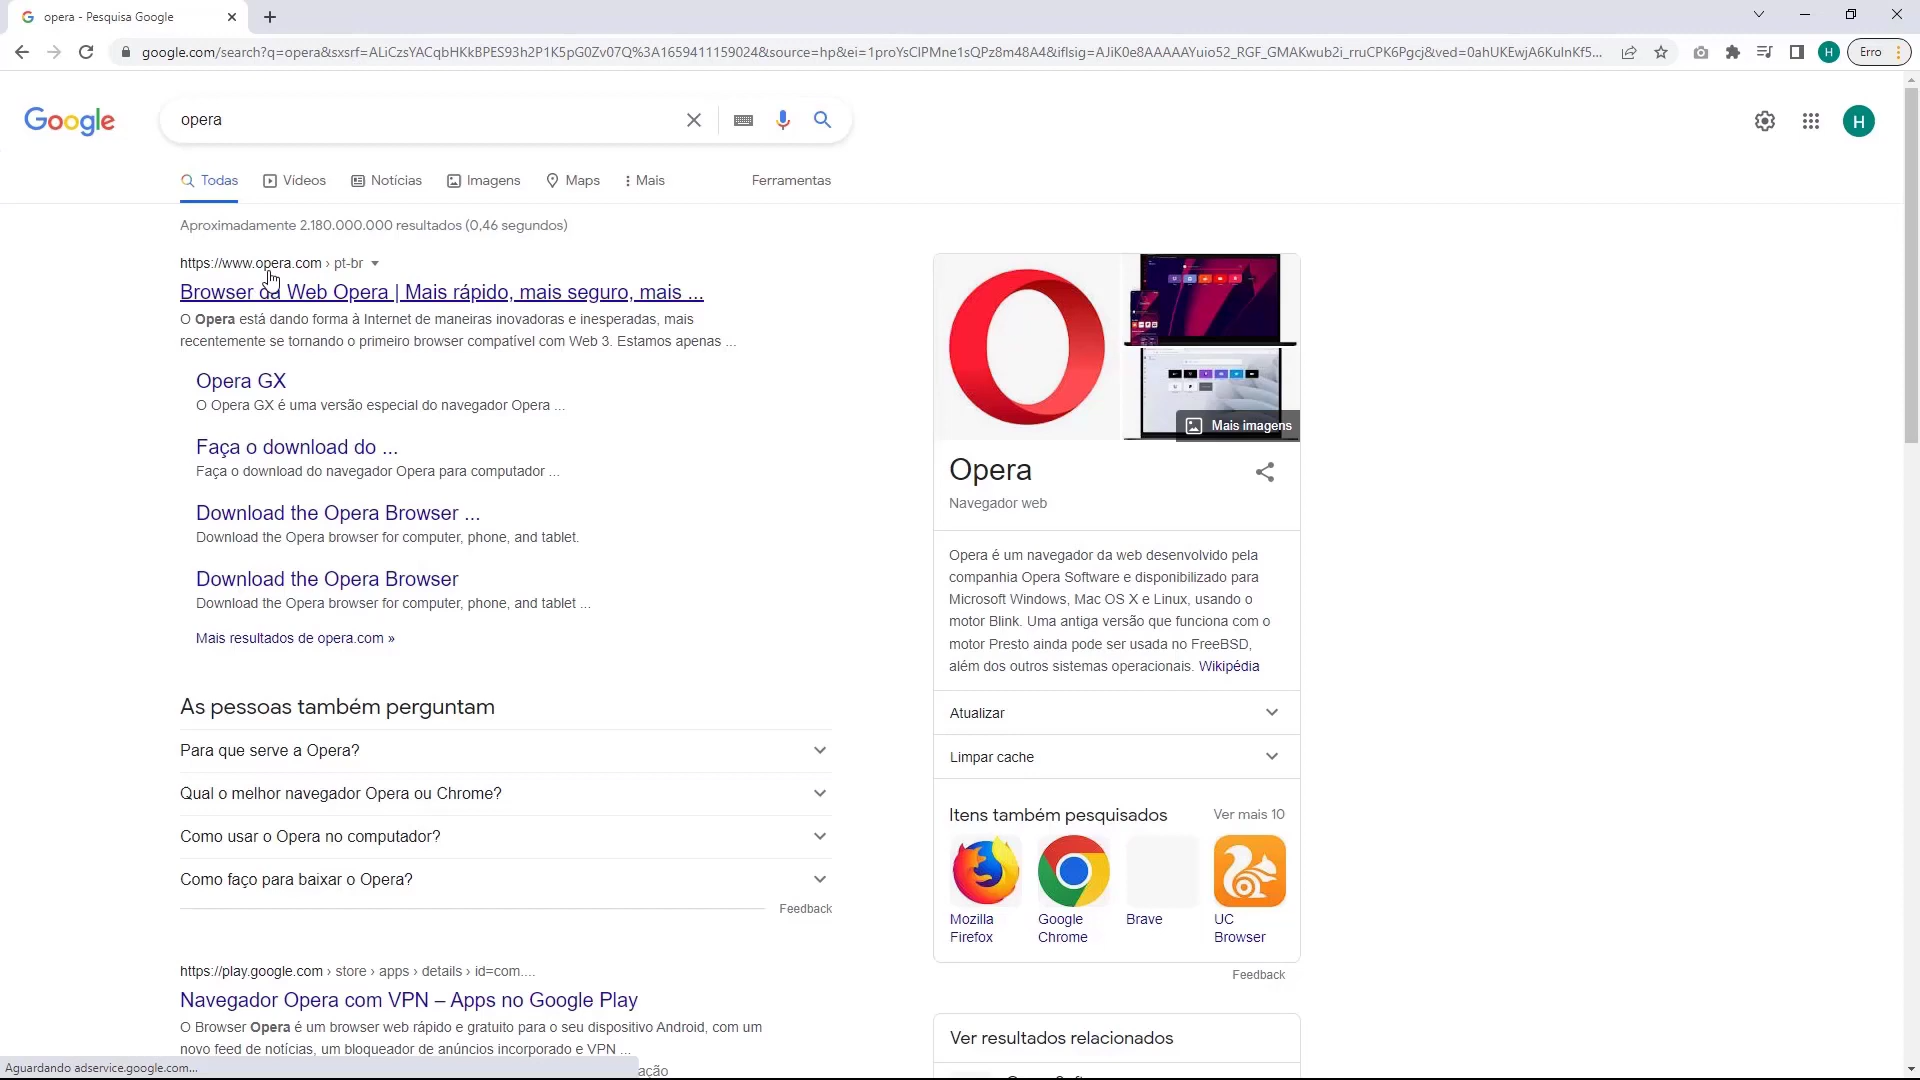 opera - Pesquisa Google
google.com/search?q=opera&sxsrf=ALiCzsYACqbHKkBPES93h2P1K5pG0Zv07Q%3A1659411159024&source=hp&ei=1proYsClPMne1sQPz8m48A4&iflsig=AJiK0e8AAAAAYuio52_RGF_GMAKwub2i_rruCPK6Pgcj&ved=0ahUKEwjA6KulnKf5...
H
Erro
Google
opera
H
Todas
Vídeos
Notícias
Imagens
Maps
Mais
Ferramentas
Aproximadamente 2.180.000.000 resultados (0,46 segundos)
https://www.opera.com › pt-br
Browser da Web Opera | Mais rápido, mais seguro, mais ...
O Opera está dando forma à Internet de maneiras inovadoras e inesperadas, mais
recentemente se tornando o primeiro browser compatível com Web 3. Estamos apenas ...
Opera GX
O Opera GX é uma versão especial do navegador Opera ...
Faça o download do ...
Faça o download do navegador Opera para computador ...
Download the Opera Browser ...
Download the Opera browser for computer, phone, and tablet.
Download the Opera Browser
Download the Opera browser for computer, phone, and tablet ...
Mais resultados de opera.com »
As pessoas também perguntam
Para que serve a Opera?
Qual o melhor navegador Opera ou Chrome?
Como usar o Opera no computador?
Como faço para baixar o Opera?
Feedback
https://play.google.com › store › apps › details › id=com....
Navegador Opera com VPN – Apps no Google Play
O Browser Opera é um browser web rápido e gratuito para o seu dispositivo Android, com um
novo feed de notícias, um bloqueador de anúncios incorporado e VPN ...
ação
Aguardando adservice.google.com...
Mais imagens
Opera
Navegador web
Opera é um navegador da web desenvolvido pela
companhia Opera Software e disponibilizado para
Microsoft Windows, Mac OS X e Linux, usando o
motor Blink. Uma antiga versão que funciona com o
motor Presto ainda pode ser usada no FreeBSD,
além dos outros sistemas operacionais. Wikipédia
Atualizar
Limpar cache
Itens também pesquisados
Ver mais 10
Mozilla
Firefox
Google
Chrome
Brave
UC
Browser
Feedback
Ver resultados relacionados